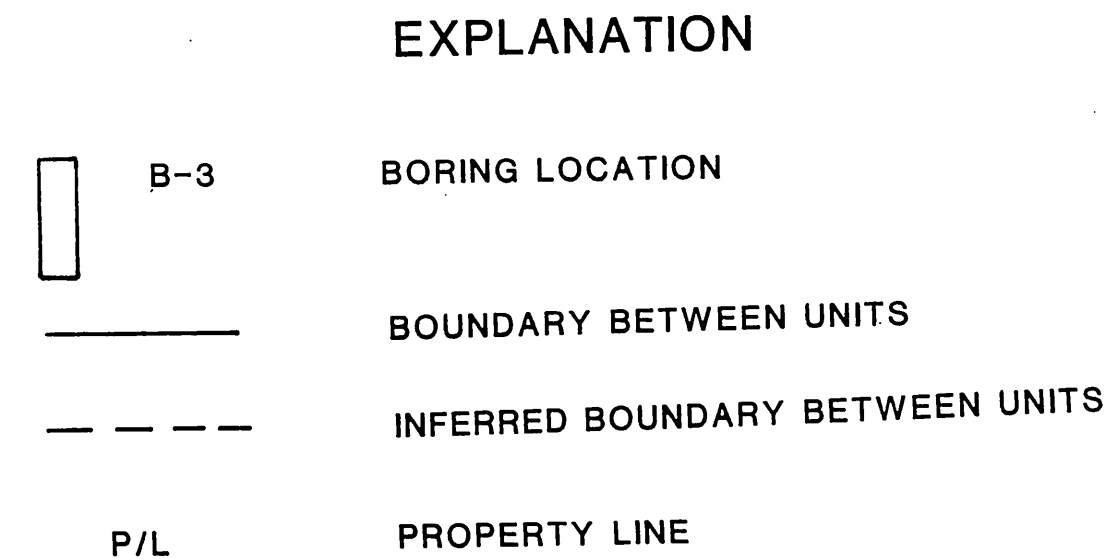 EXPLANATION
B-3 BORING LOCATION
BOUNDARY BETWEEN UNITS
INFERRED BOUNDARY BETWEEN UNITS
P/L PROPERTY LINE